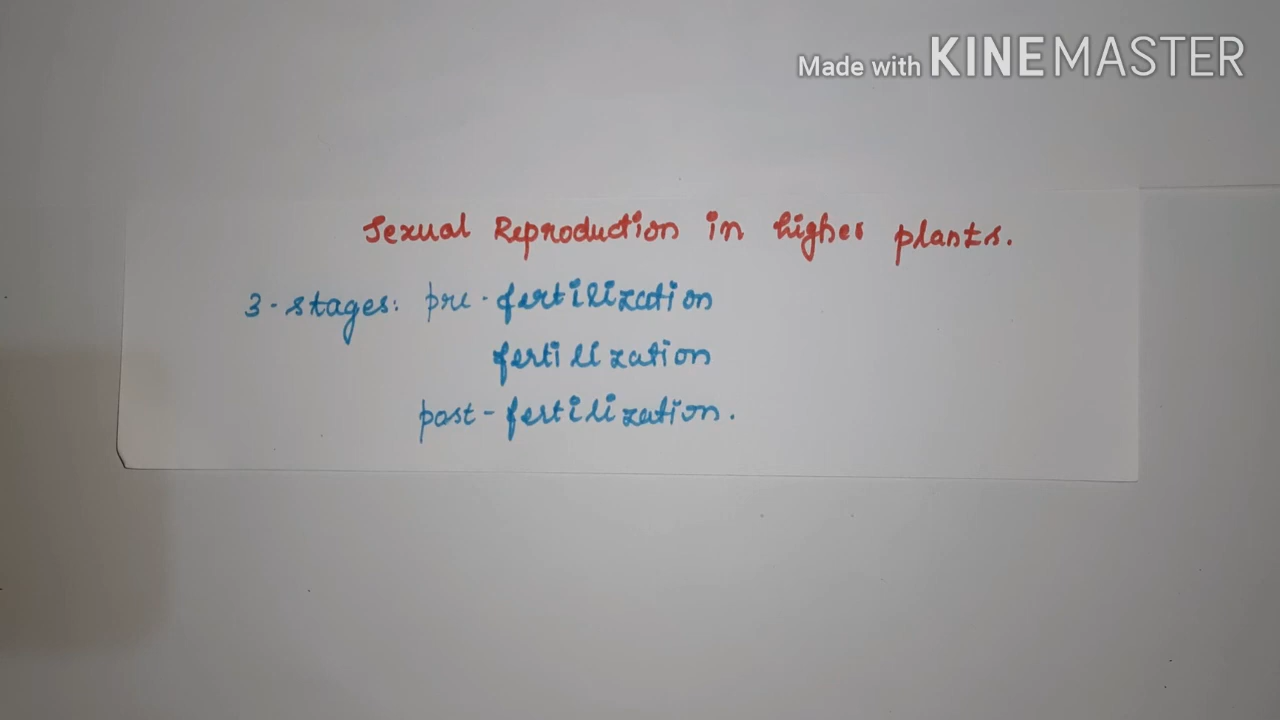 Made with KINEMASTER
Sexual Reproduction in higher plants.
3-stages: pre-fertilization
fertilization
post-fertilization.